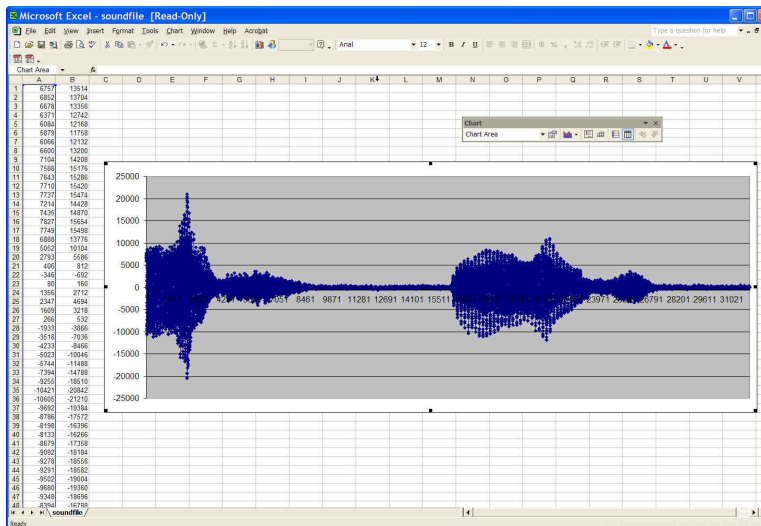 Microsoft Excel - soundfile [Read-Only]
File Edit View Insert Format Tools Chart Window Help Acrobat
Type a question for help
Arial 12 B I U
Chart Area fx
A B C D E F G H I J K L M N O P Q R S T U V
1 6757 13514
2 6852 13704
3 6678 13356
4 6371 12742
5 6084 12168
6 5879 11758
7 6066 12132
8 6600 13200
9 7104 14208
10 7588 15176
11 7643 15286
12 7710 15420
13 7737 15474
14 7214 14428
15 7435 14870
16 7827 15654
17 7749 15498
18 6888 13776
19 5052 10104
20 2793 5586
21 406 812
22 -346 -692
23 80 160
24 1356 2712
25 2347 4694
26 1609 3218
27 266 532
28 -1933 -3866
29 -3518 -7036
30 -4233 -8466
31 -5023 -10046
32 -5744 -11488
33 -7394 -14788
34 -9255 -18510
35 -10421 -20842
36 -10605 -21210
37 -9692 -19384
38 -8786 -17572
39 -8198 -16396
40 -8133 -16266
41 -8679 -17358
42 -9092 -18184
43 -9278 -18556
44 -9291 -18582
45 -9502 -19004
46 -9680 -19360
47 -9348 -18696
48 -8394 -16788
Chart
Chart Area
25000
20000
15000
10000
5000
0
8461 9871 11281 12691 14101 15511 23971 28201 29611 31021
-5000
-10000
-15000
-20000
-25000
soundfile
Ready